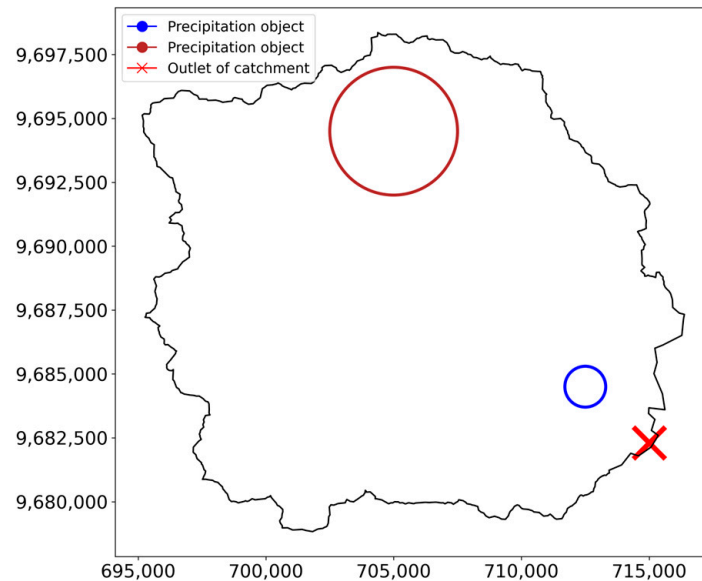 Precipitation object
Precipitation object
Outlet of catchment
9,697,500
9,695,000
9,692,500
9,690,000
9,687,500
9,685,000
9,682,500
9,680,000
695,000 700,000 705,000 710,000 715,000